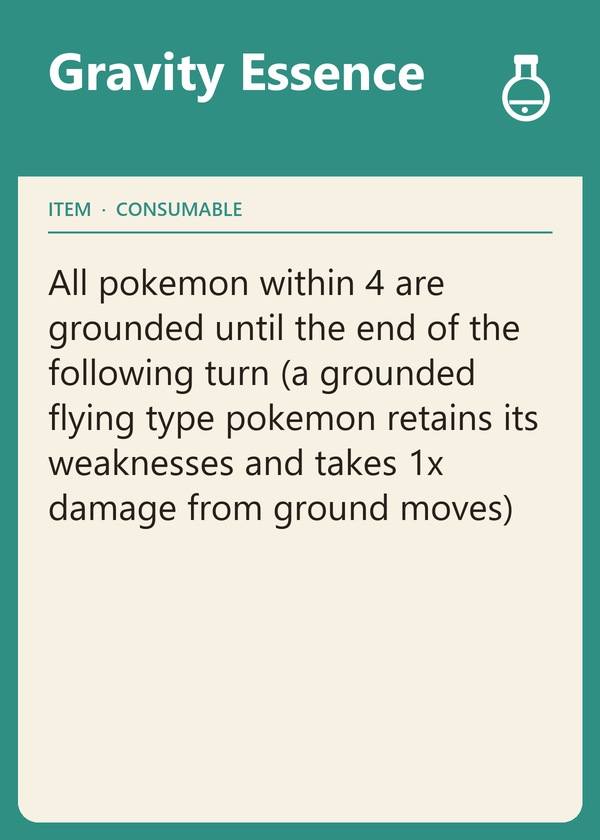 Gravity Essence
ITEM · CONSUMABLE
All pokemon within 4 are
grounded until the end of the
following turn (a grounded
flying type pokemon retains its
weaknesses and takes 1x
damage from ground moves)